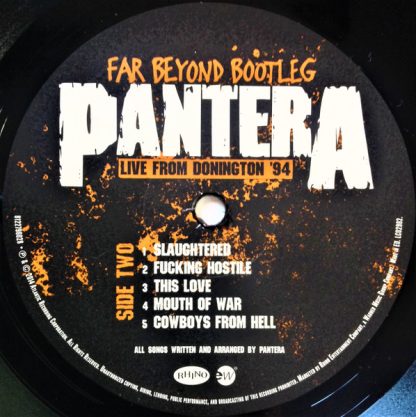 FAR BEYOND BOOTLEG
PANTERA
LIVE FROM DONINGTON '94
SIDE TWO
1 SLAUGHTERED
2 FUCKING HOSTILE
3 THIS LOVE
4 MOUTH OF WAR
5 COWBOYS FROM HELL
ALL SONGS WRITTEN AND ARRANGED BY PANTERA
RHINO
EW